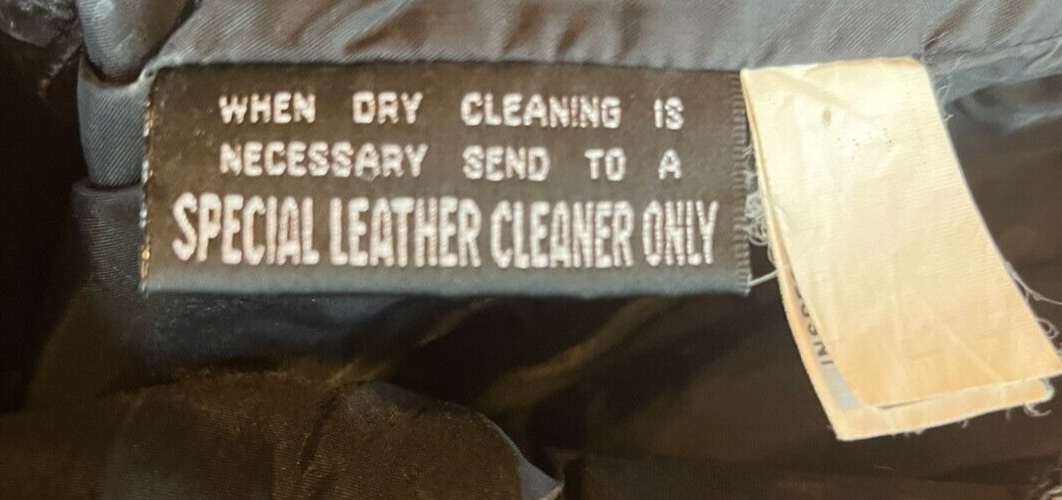 WHEN DRY CLEANING IS
NECESSARY SEND TO A
SPECIAL LEATHER CLEANER ONLY